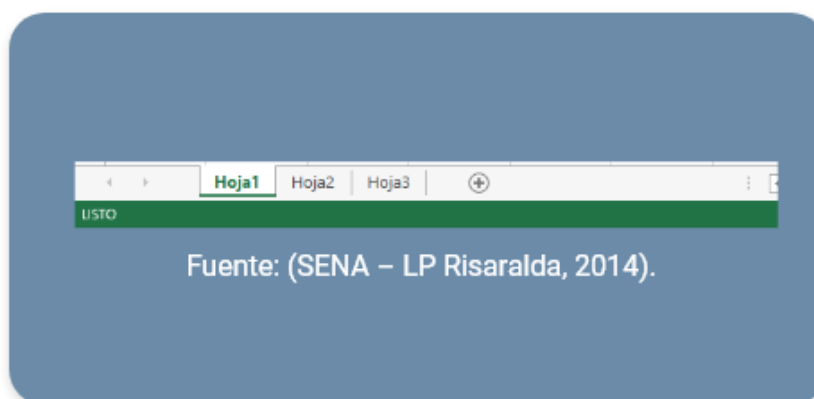 Hoja1 Hoja2 Hoja3
LISTO
Fuente: (SENA – LP Risaralda, 2014).